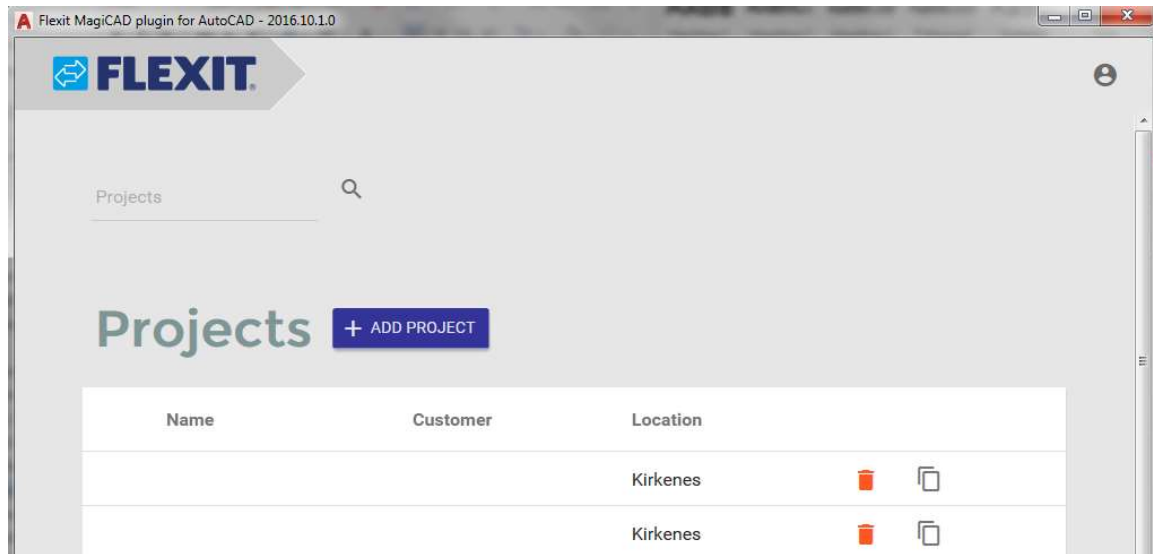 Flexit MagiCAD plugin for AutoCAD - 2016.10.1.0
FLEXIT®
Projects
Projects
+ ADD PROJECT
Name Customer Location
Kirkenes
Kirkenes